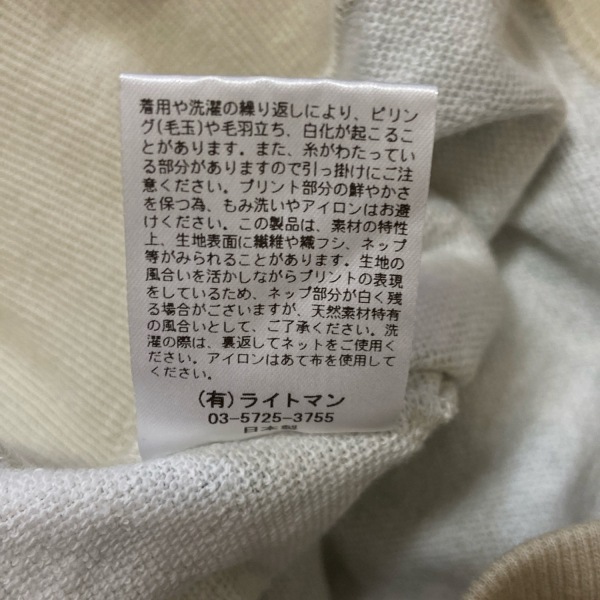 着用や洗濯の繰り返しにより、ピリン
グ(毛玉)や毛羽立ち、白化が起こるこ
とがあります。また、糸がわたってい
る部分がありますので引っ掛けにご注
意ください。プリント部分の鮮やかさ
を保つ為、もみ洗いやアイロンはお避
けください。この製品は、素材の特性
上、生地表面に繊維や織フシ、ネップ
等がみられることがあります。生地の
風合いを活かしながらプリントの表現
をしているため、ネップ部分が白く残
る場合がございますが、天然素材特有
の風合いとして、ご了承ください。洗
濯の際は、裏返してネットをご使用く
ださい。アイロンはあて布を使用して
ください。
(有)ライトマン
03-5725-3755
日本製